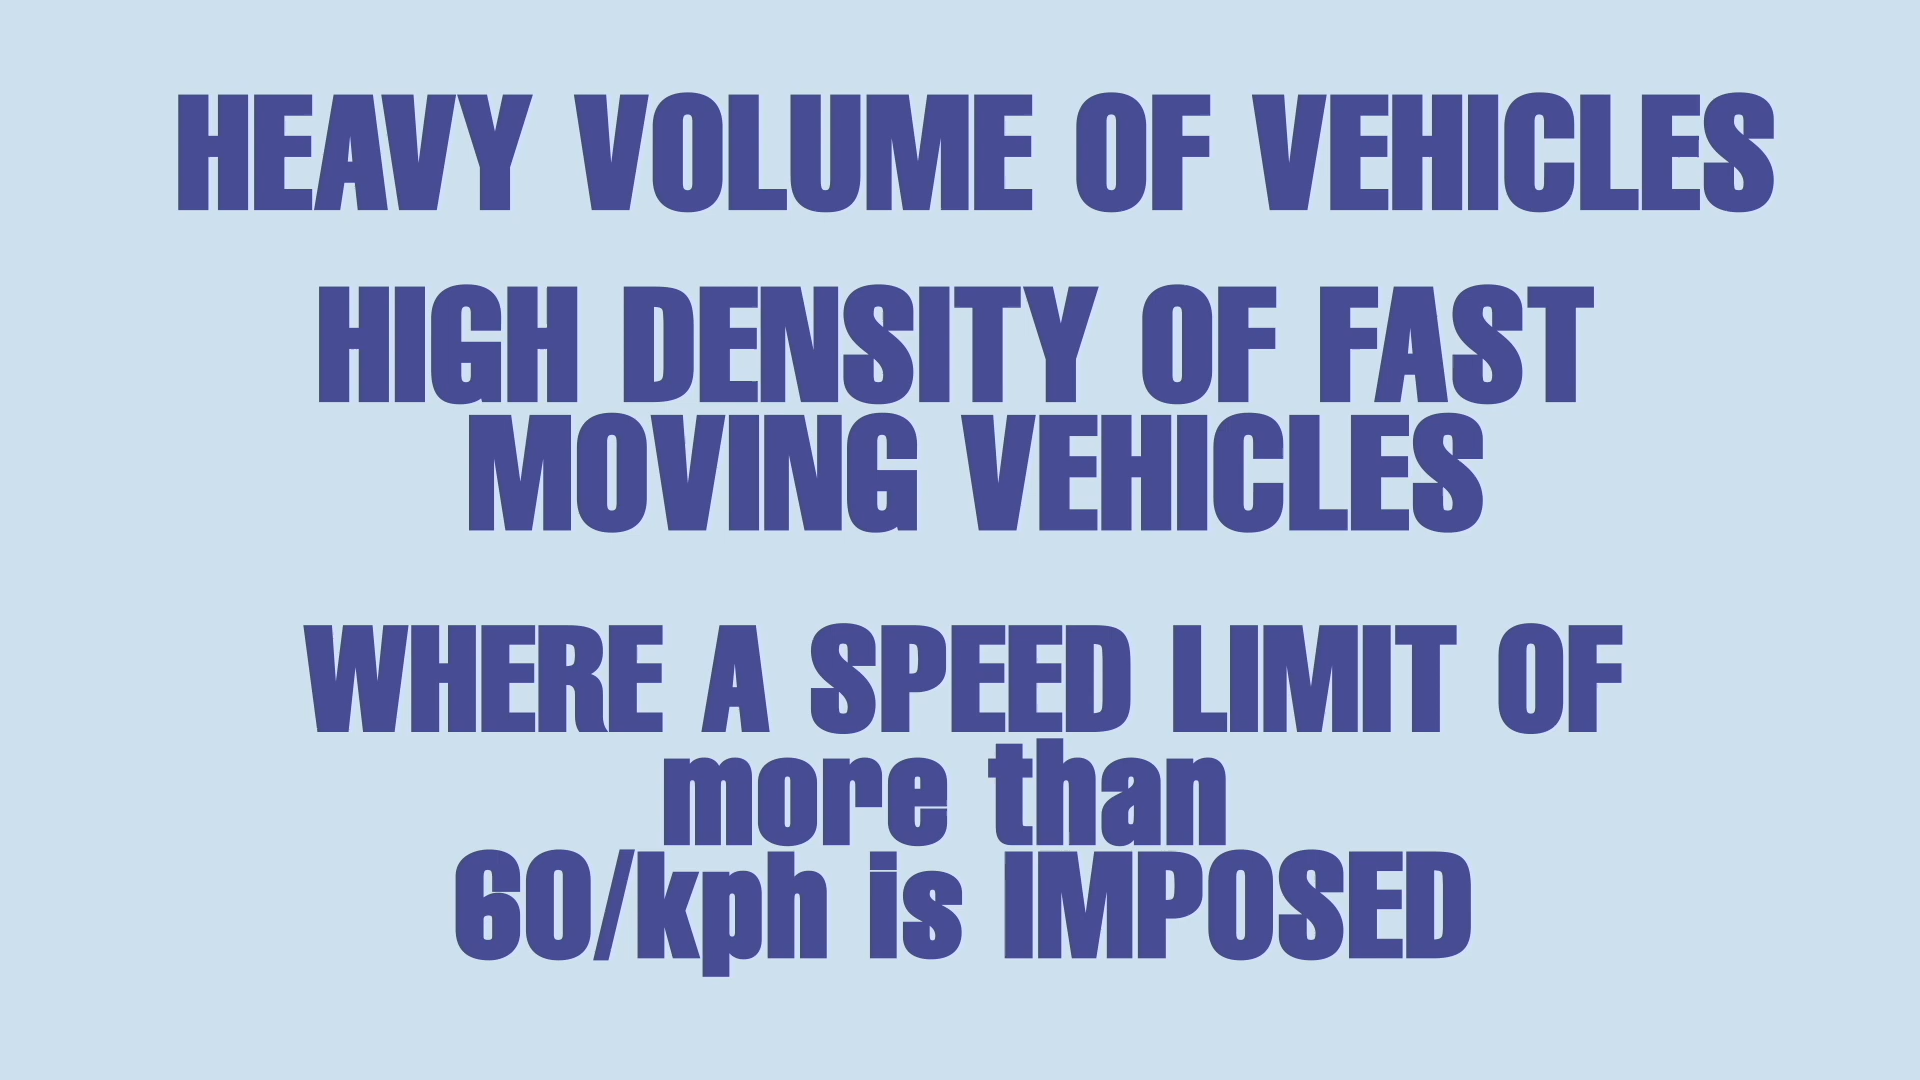 HEAVY VOLUME OF VEHICLES
HIGH DENSITY OF FAST
MOVING VEHICLES
WHERE A SPEED LIMIT OF
more than
60/kph is IMPOSED